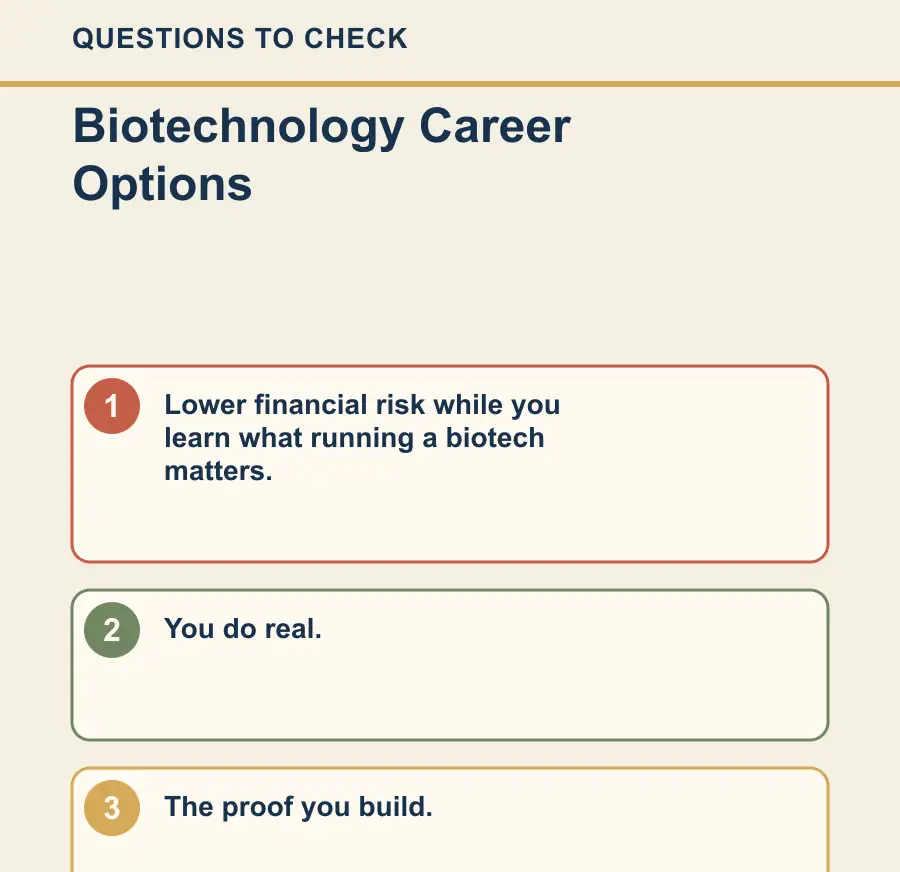 QUESTIONS TO CHECK
Biotechnology Career
Options
1
Lower financial risk while you
learn what running a biotech
matters.
2
You do real.
3
The proof you build.